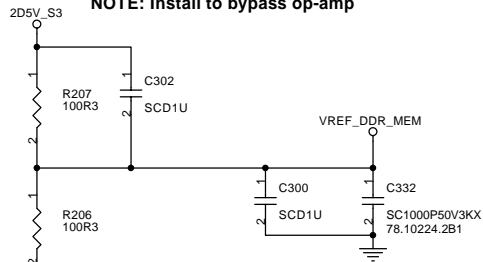 NOTE: Install to bypass op-amp
2D5V_S3
1
1
C302
R207
100R3
2
SCD1U
2
VREF_DDR_MEM
1
1
1
C300
C332
R206
100R3
2
SCD1U
2
SC1000P50V3KX
78.10224.2B1
2